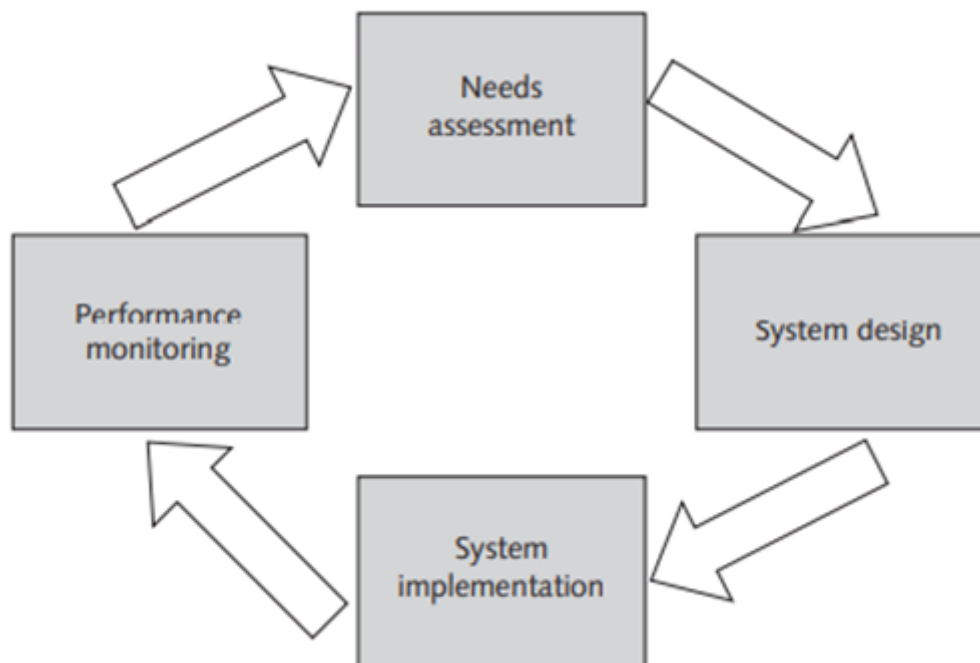 Needs
assessment
System design
System
implementation
Performance
monitoring